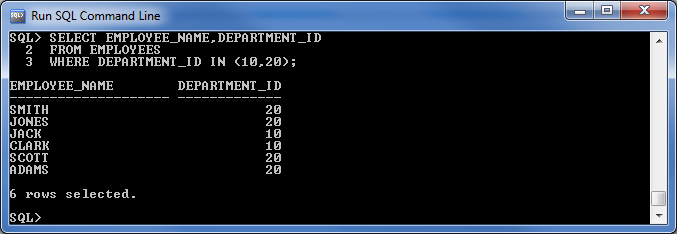 Run SQL Command Line
SQL> SELECT EMPLOYEE_NAME,DEPARTMENT_ID
2 FROM EMPLOYEES
3 WHERE DEPARTMENT_ID IN (10,20);
EMPLOYEE_NAME DEPARTMENT_ID
-------------------- -------------
SMITH 20
JONES 20
JACK 10
CLARK 10
SCOTT 20
ADAMS 20
6 rows selected.
SQL>